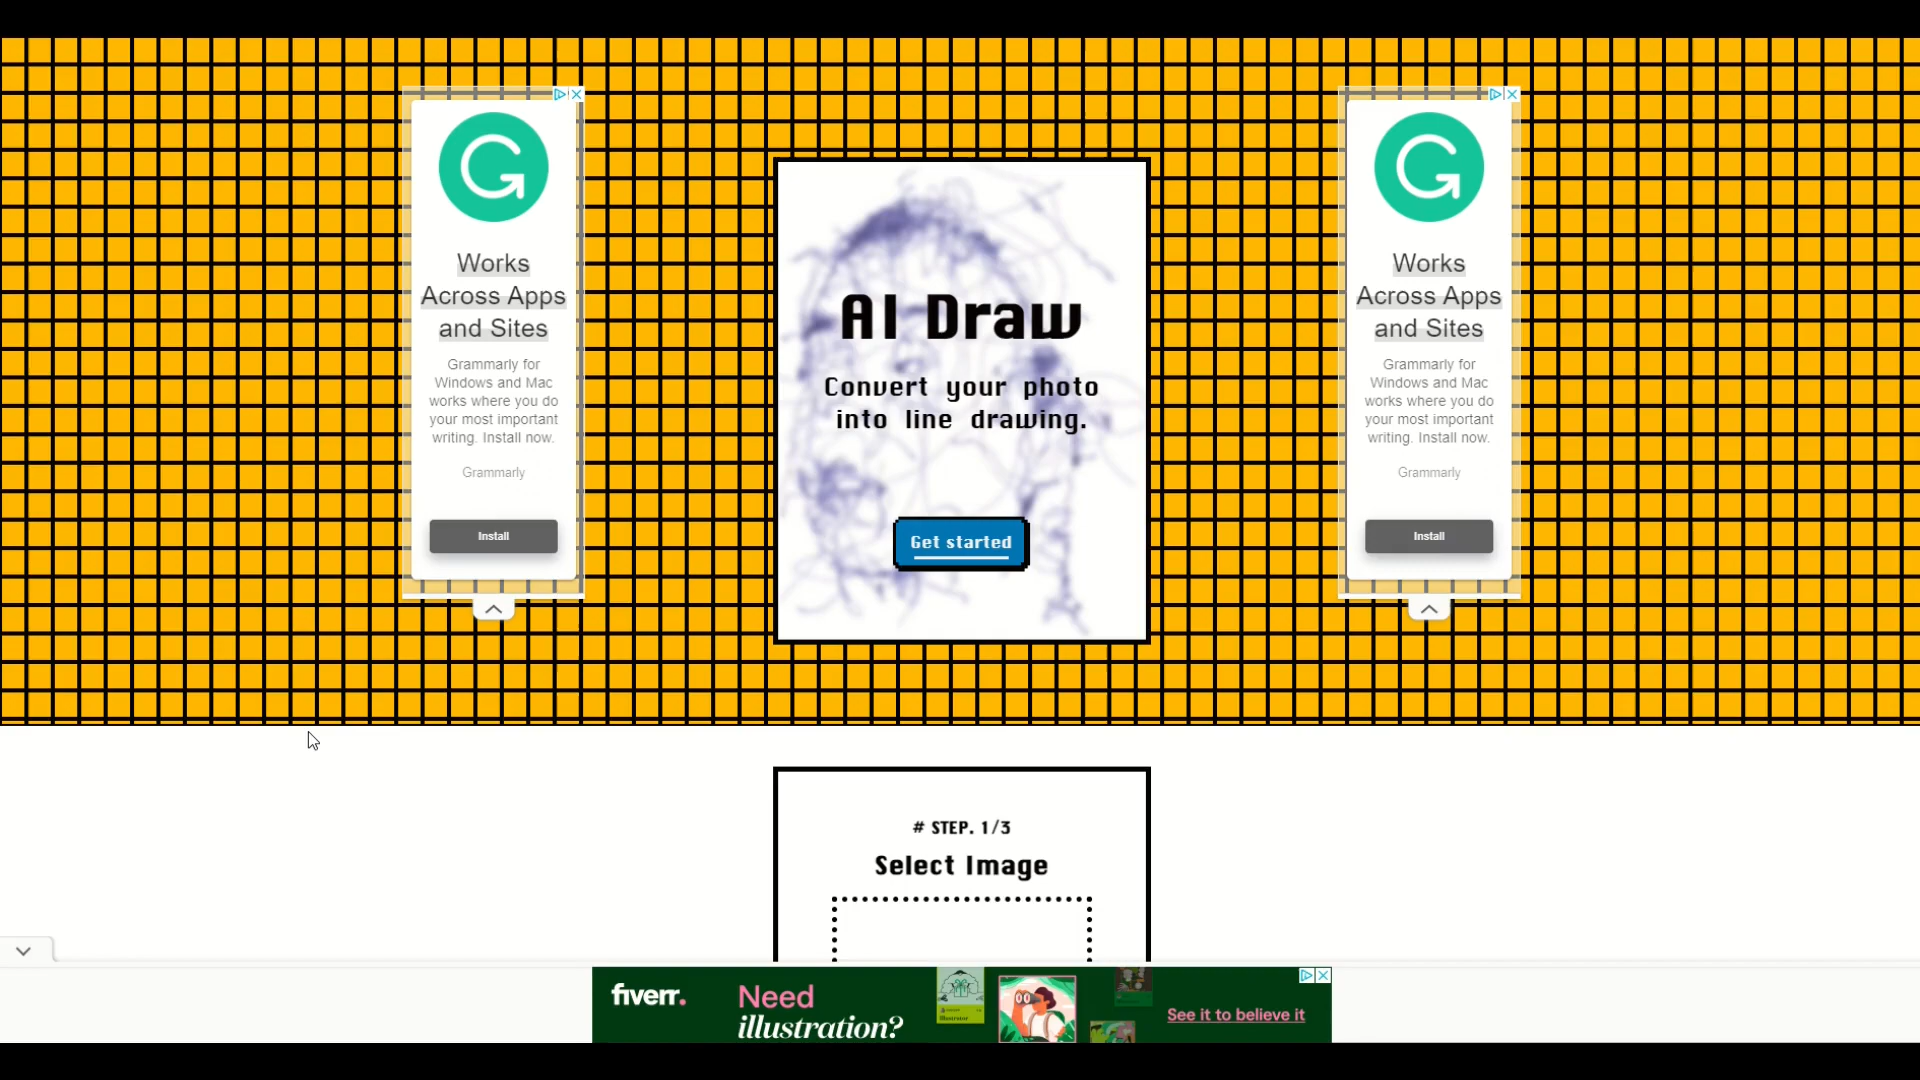 Works
Across Apps
and Sites
Grammarly for
Windows and Mac
works where you do
your most important
writing. Install now.
Grammarly
Install
AI Draw
Convert your photo
into line drawing.
Get started
Works
Across Apps
and Sites
Grammarly for
Windows and Mac
works where you do
your most important
writing. Install now.
Grammarly
Install
# STEP. 1/3
Select Image
fiverr.
Need
illustration?
See it to believe it